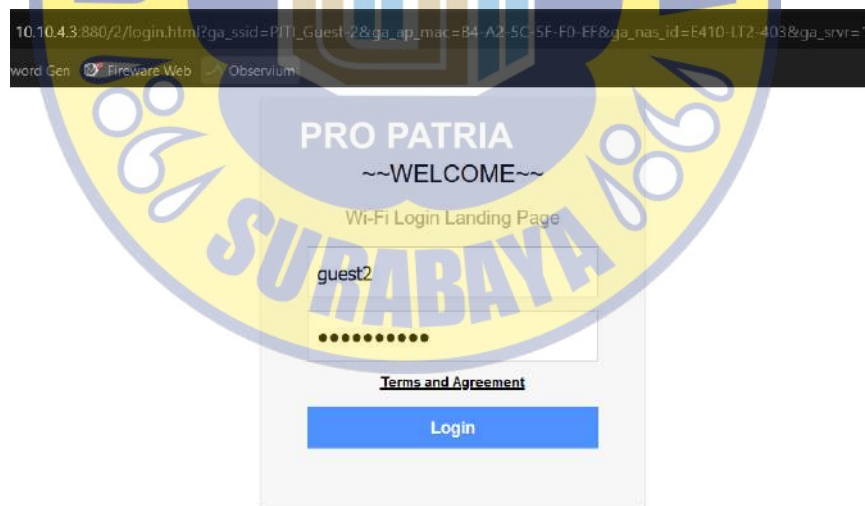 10.10.4.3:880/2/login.html?ga_ssid=PJTI_Guest-2&ga_ap_mac=B4-A2-5C-5F-F0-EF&ga_nas_id=E410-LT2-403&ga_srvr=
word Gen Fireware Web Observium
PRO PATRIA
~~WELCOME~~
Wi-Fi Login Landing Page
SURABAYA
guest2
Terms and Agreement
Login